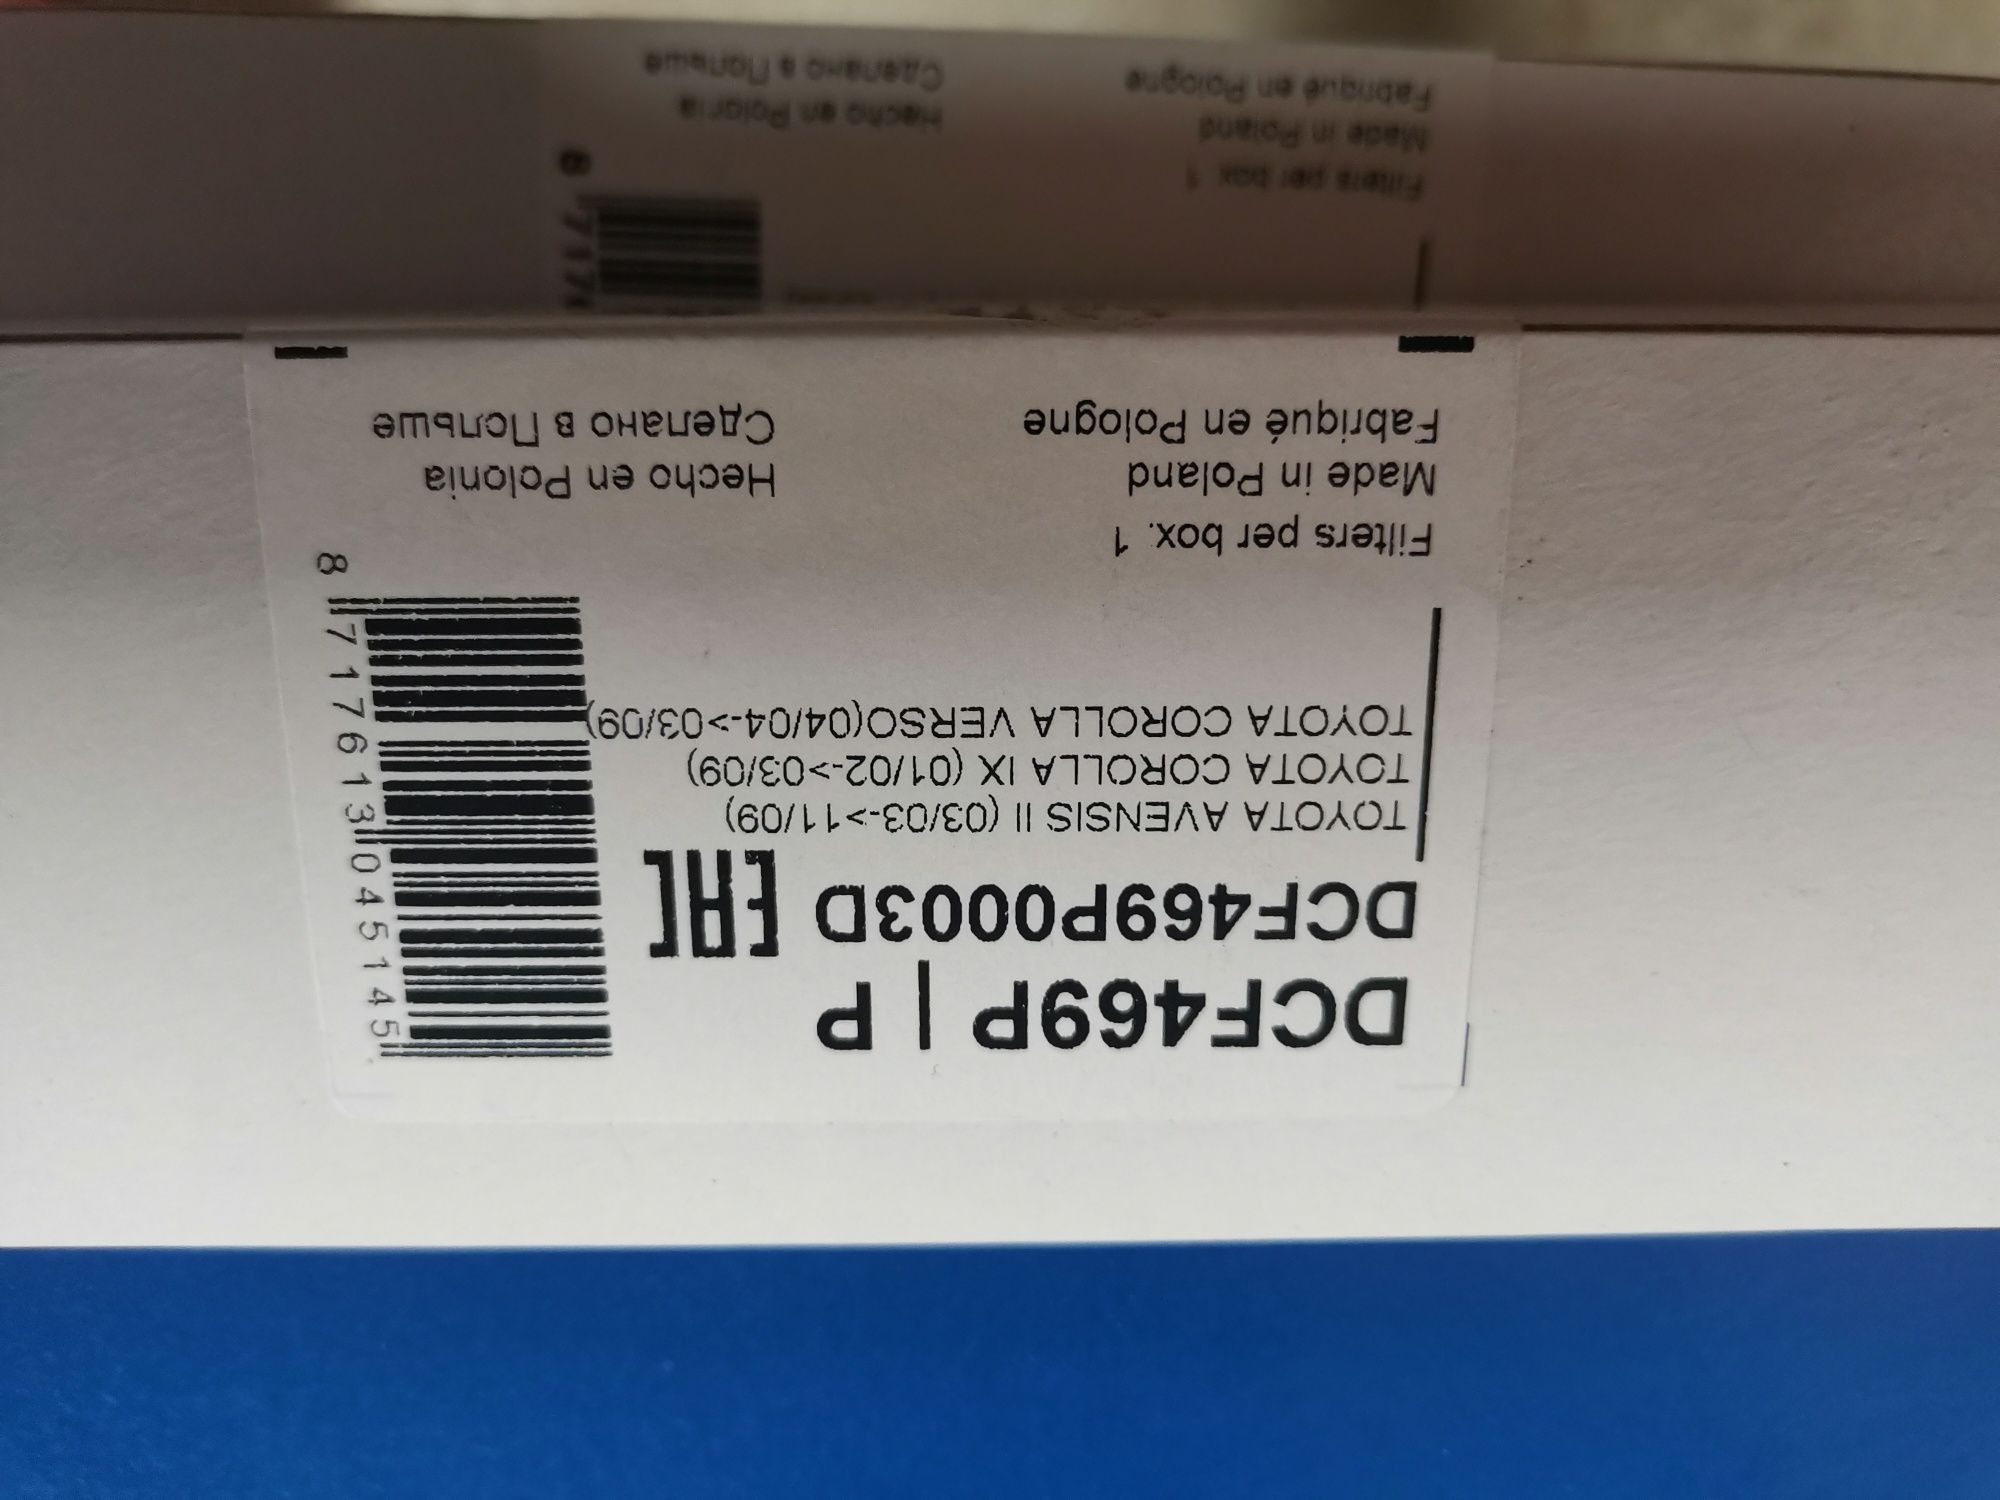 DCF469P | P
DCF469P0003D EAC
TOYOTA AVENSIS II (03/03->11/09)
TOYOTA COROLLA IX (01/02->03/09)
TOYOTA COROLLA VERSO(04/04->03/09)
8 717613 045145
Filters per box. 1
Made in Poland
Fabriqué en Pologne
Hecho en Polonia
Сделано в Польше
Filters per box. 1
Made in Poland
Fabriqué en Pologne
Hecho en Polonia
Сделано в Польше
8 717